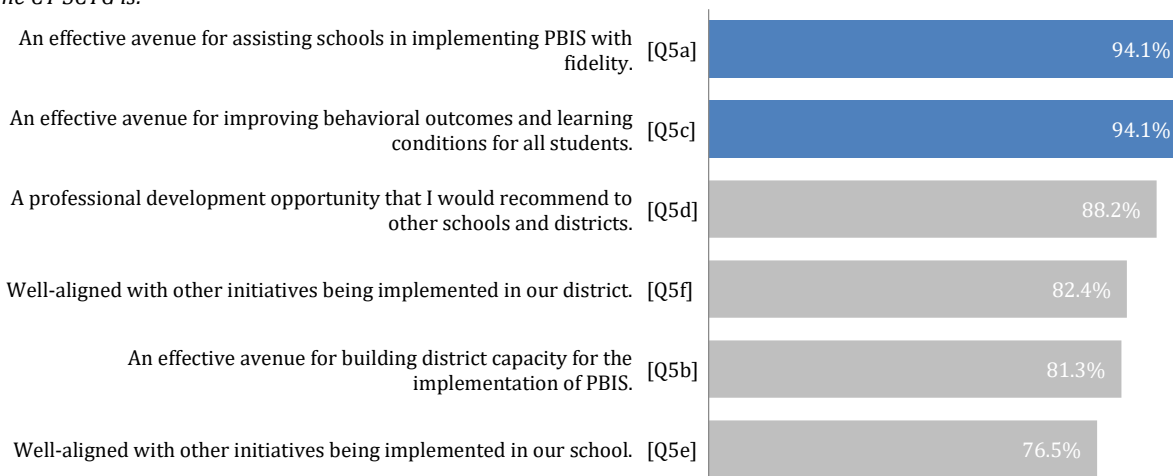 An effective avenue for assisting schools in implementing PBIS with
fidelity.
[Q5a]
94.1%
An effective avenue for improving behavioral outcomes and learning
conditions for all students.
[Q5c]
94.1%
A professional development opportunity that I would recommend to
other schools and districts.
[Q5d]
88.2%
Well-aligned with other initiatives being implemented in our district.
[Q5f]
82.4%
An effective avenue for building district capacity for the
implementation of PBIS.
[Q5b]
81.3%
Well-aligned with other initiatives being implemented in our school.
[Q5e]
76.5%